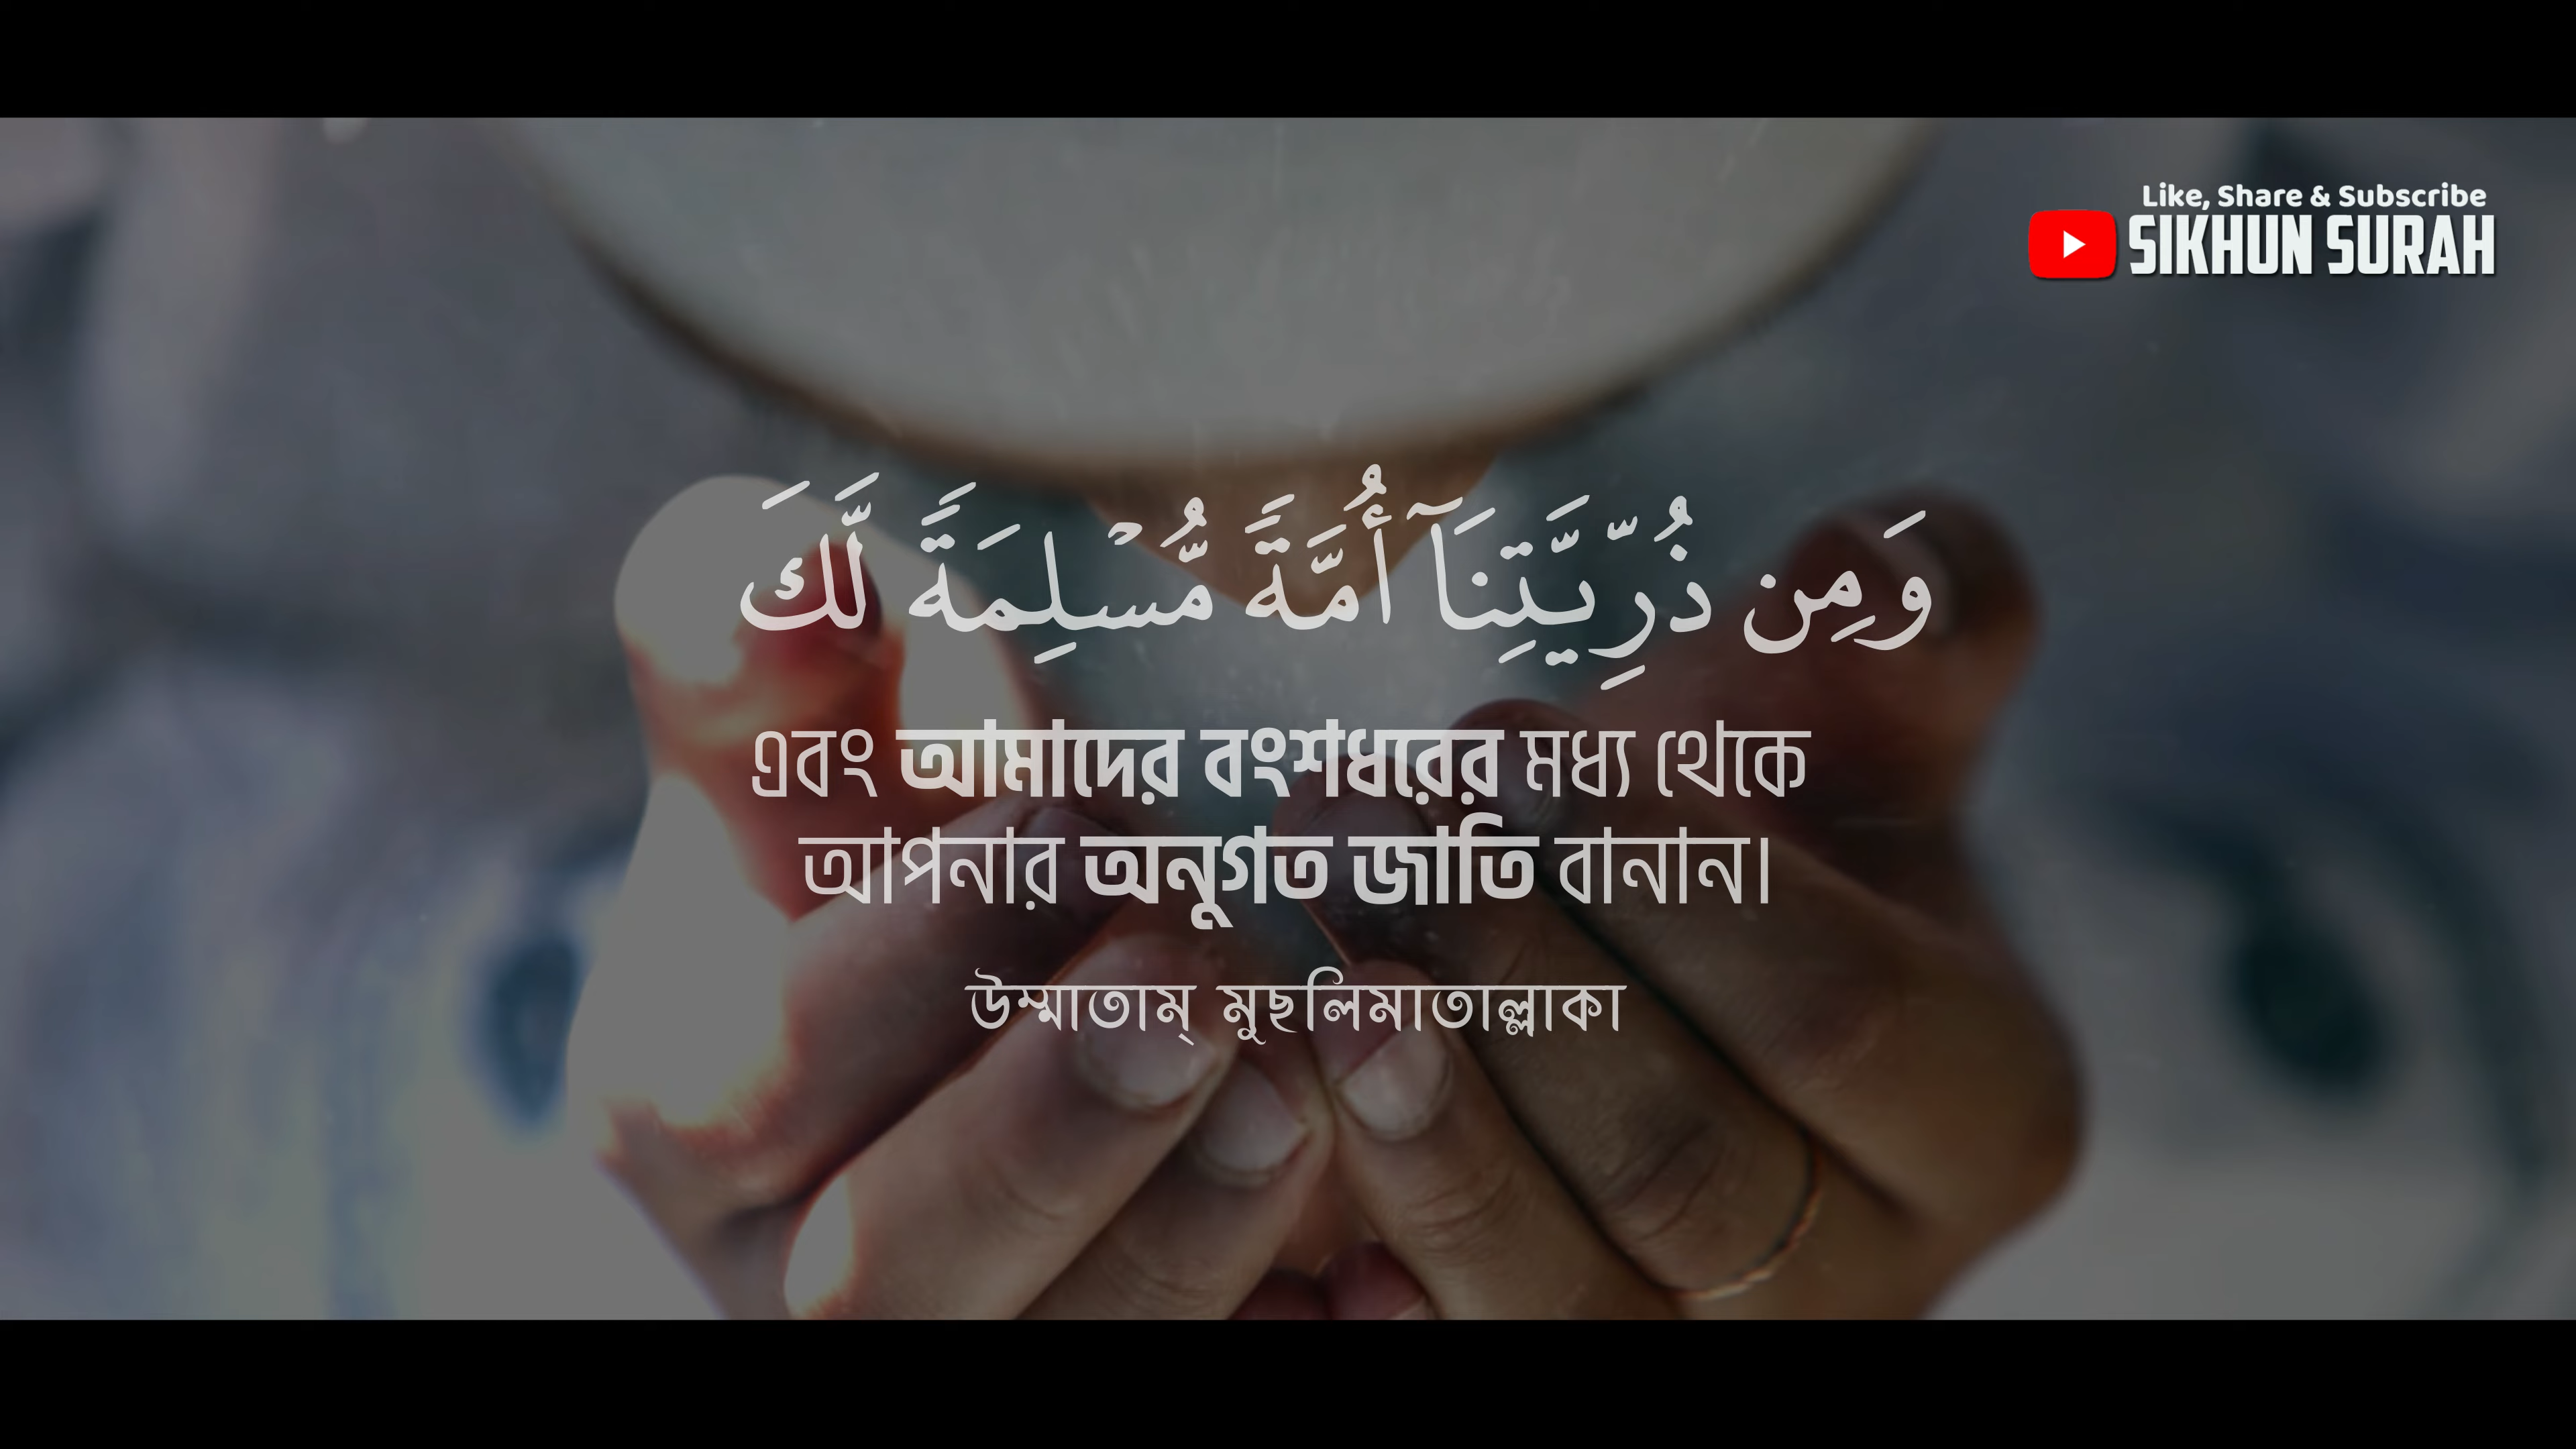 Like, Share & Subscribe
SIKHUN SURAH
وَمِن ذُرِّيَّتِنَآ أُمَّةً مُّسْلِمَةً لَّكَ
এবং আমাদের বংশধরের মধ্য থেকে
আপনার অনুগত জাতি বানান।
উম্মাতাম্ মুছলিমাতাল্লাকা